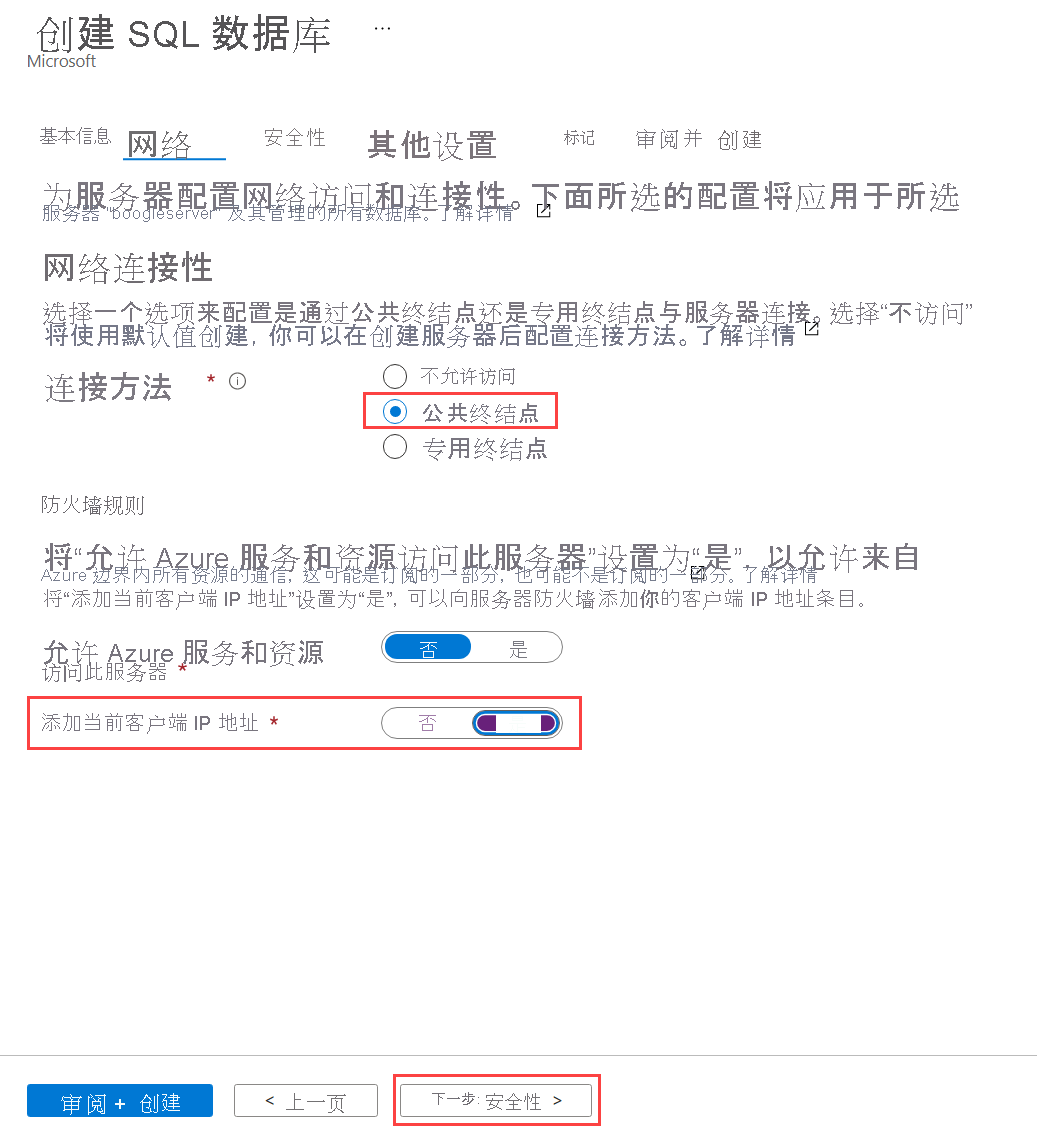 创建 SQL 数据库 ...
Microsoft
基本信息 网络 安全性 其他设置 标记 审阅并 创建
为服务器配置网络访问和连接性。下面所选的配置将应用于所选
服务器 "boogleserver" 及其管理的所有数据库。了解详情
网络连接性
选择一个选项来配置是通过公共终结点还是专用终结点与服务器连接。选择“不访问”
将使用默认值创建, 你可以在创建服务器后配置连接方法。了解详情
连接方法 *
不允许访问
公共终结点
专用终结点
防火墙规则
将“允许 Azure 服务和资源访问此服务器”设置为“是”, 以允许来自
Azure 边界内所有资源的通信, 这可能是订阅的一部分, 也可能不是订阅的一部分。了解详情
将“添加当前客户端 IP 地址”设置为“是”, 可以向服务器防火墙添加你的客户端 IP 地址条目。
允许 Azure 服务和资源 否 是
访问此服务器 *
添加当前客户端 IP 地址 * 否
审阅 + 创建 < 上一页 下一步: 安全性 >